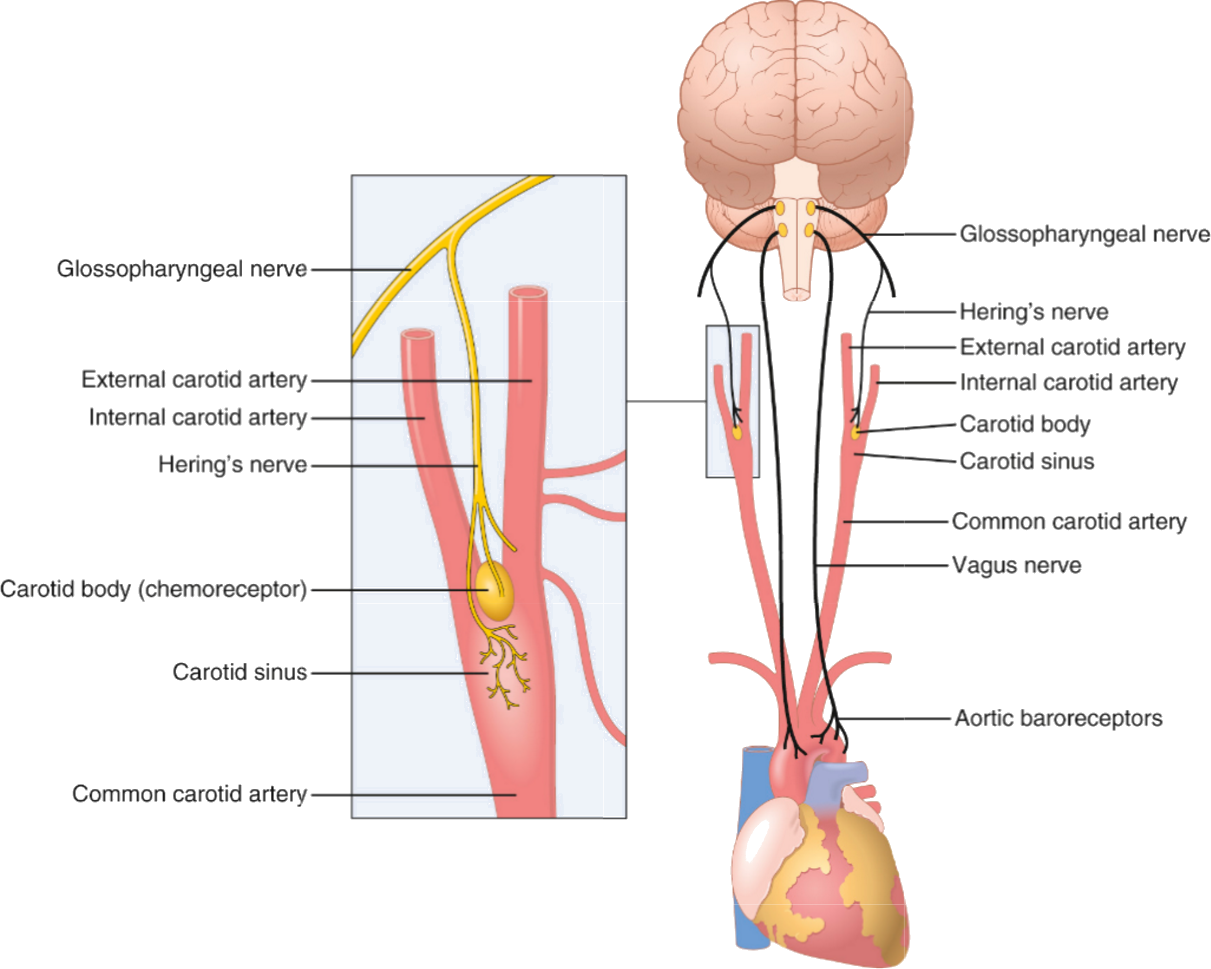 Glossopharyngeal nerve
External carotid artery
Internal carotid artery
Hering’s nerve
Carotid body (chemoreceptor)
Carotid sinus
Common carotid artery
Glossopharyngeal nerve
Hering’s nerve
External carotid artery
Internal carotid artery
Carotid body
Carotid sinus
Common carotid artery
Vagus nerve
Aortic baroreceptors